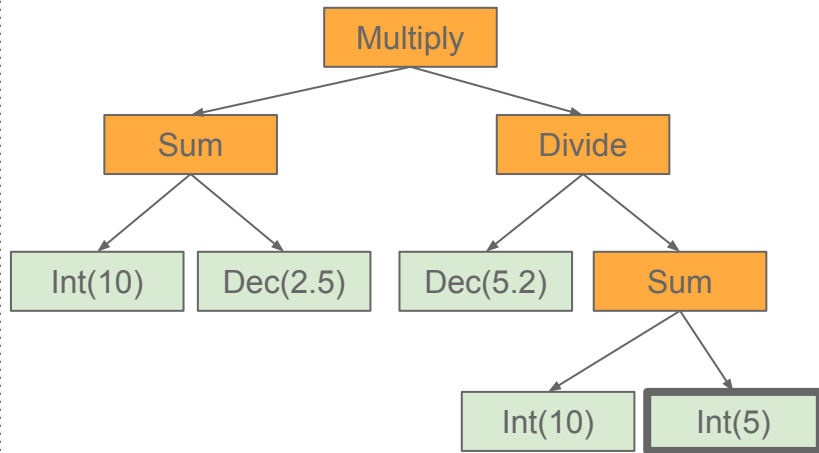 Multiply
Sum
Divide
Int(10)
Dec(2.5)
Dec(5.2)
Sum
Int(10)
Int(5)